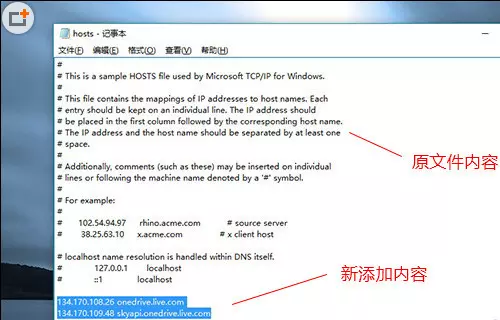 hosts - 记事本
文件(F) 编辑(E) 格式(O) 查看(V) 帮助(H)
#
# This is a sample HOSTS file used by Microsoft TCP/IP for Windows.
#
# This file contains the mappings of IP addresses to host names. Each
# entry should be kept on an individual line. The IP address should
# be placed in the first column followed by the corresponding host name.
# The IP address and the host name should be separated by at least one
# space.
#
# Additionally, comments (such as these) may be inserted on individual
# lines or following the machine name denoted by a '#' symbol.
#
# For example:
#
# 102.54.94.97 rhino.acme.com # source server
# 38.25.63.10 x.acme.com # x client host
# localhost name resolution is handled within DNS itself.
# 127.0.0.1 localhost
# ::1 localhost
134.170.108.26 onedrive.live.com
134.170.109.48 skyapi.onedrive.live.com
原文件内容
新添加内容